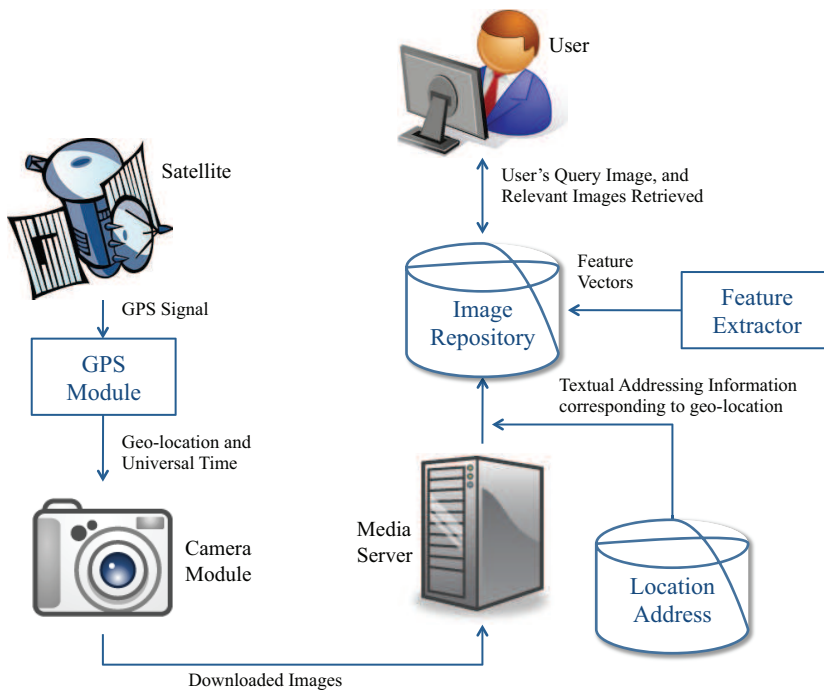 User
Satellite
User's Query Image, and
Relevant Images Retrieved
GPS Signal
Feature
Vectors
Image
Repository
Feature
Extractor
GPS
Module
Textual Addressing Information
corresponding to geo-location
Geo-location and
Universal Time
Camera
Module
Media
Server
Location
Address
Downloaded Images